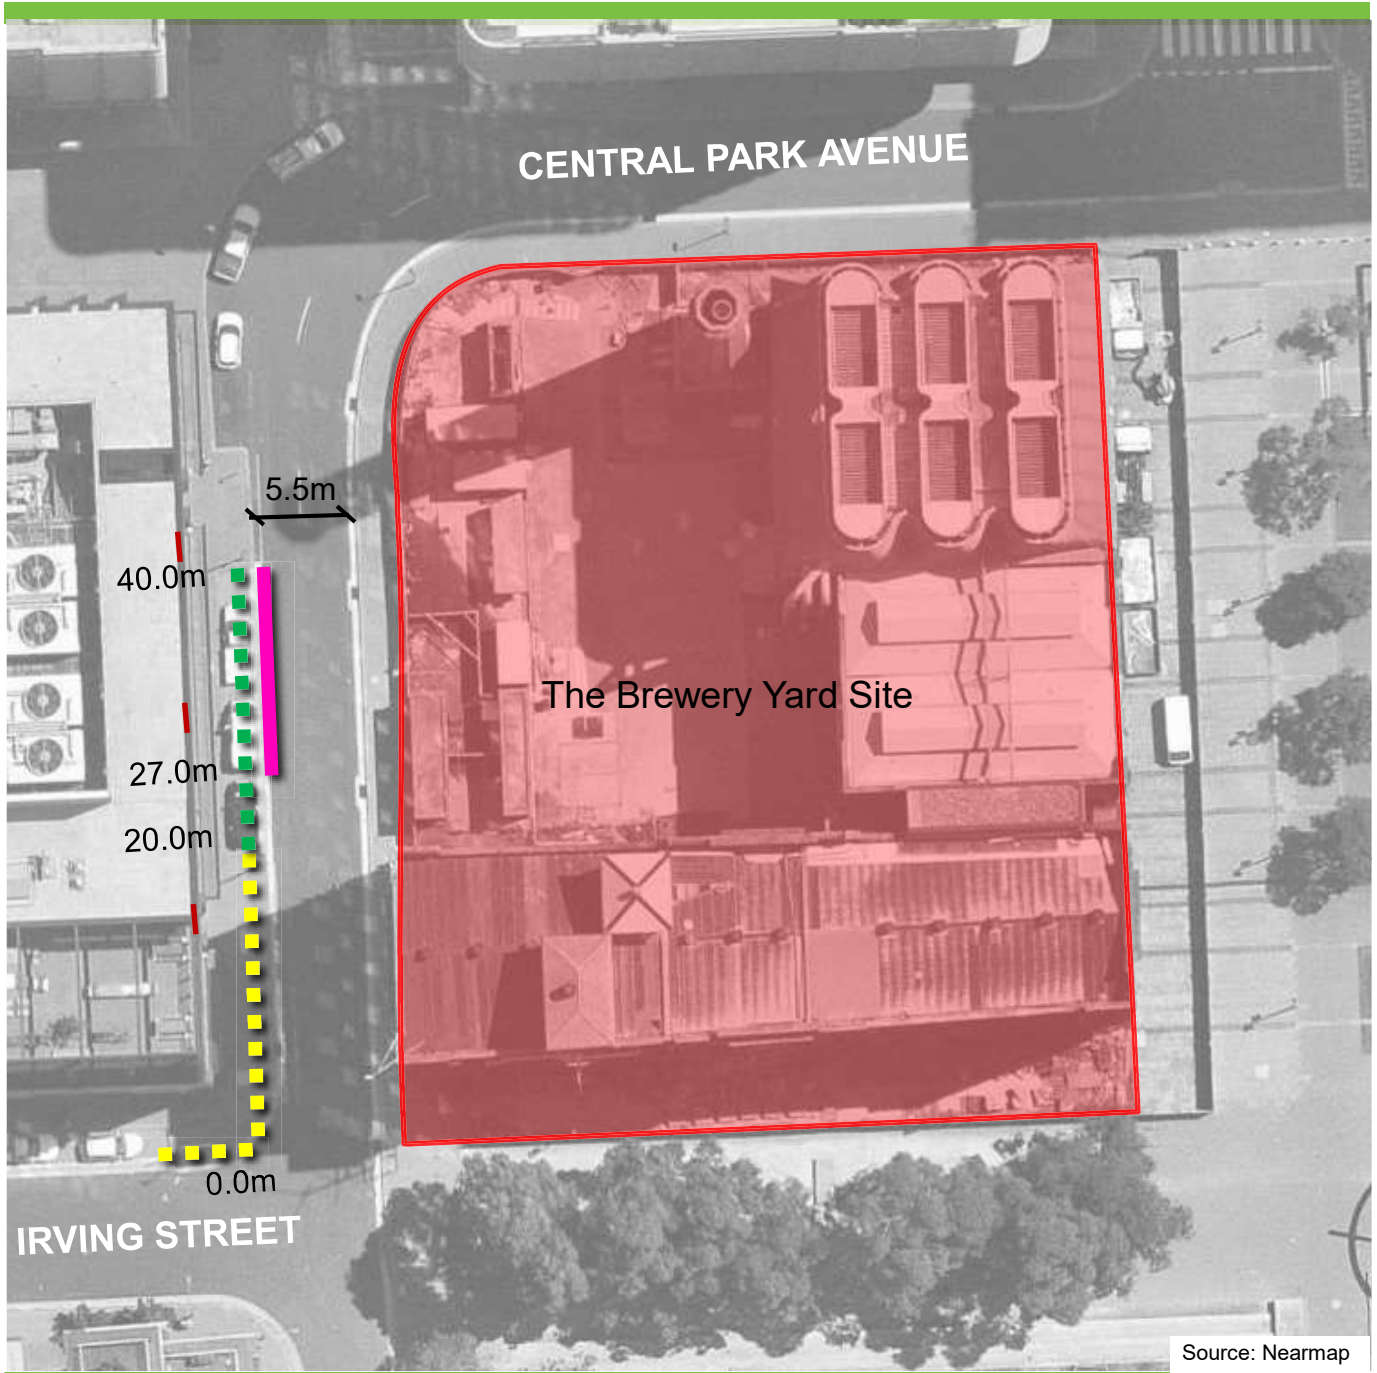 CENTRAL PARK AVENUE
5.5m
40.0m
The Brewery Yard Site
27.0m
20.0m
0.0m
IRVING STREET
Source: Nearmap